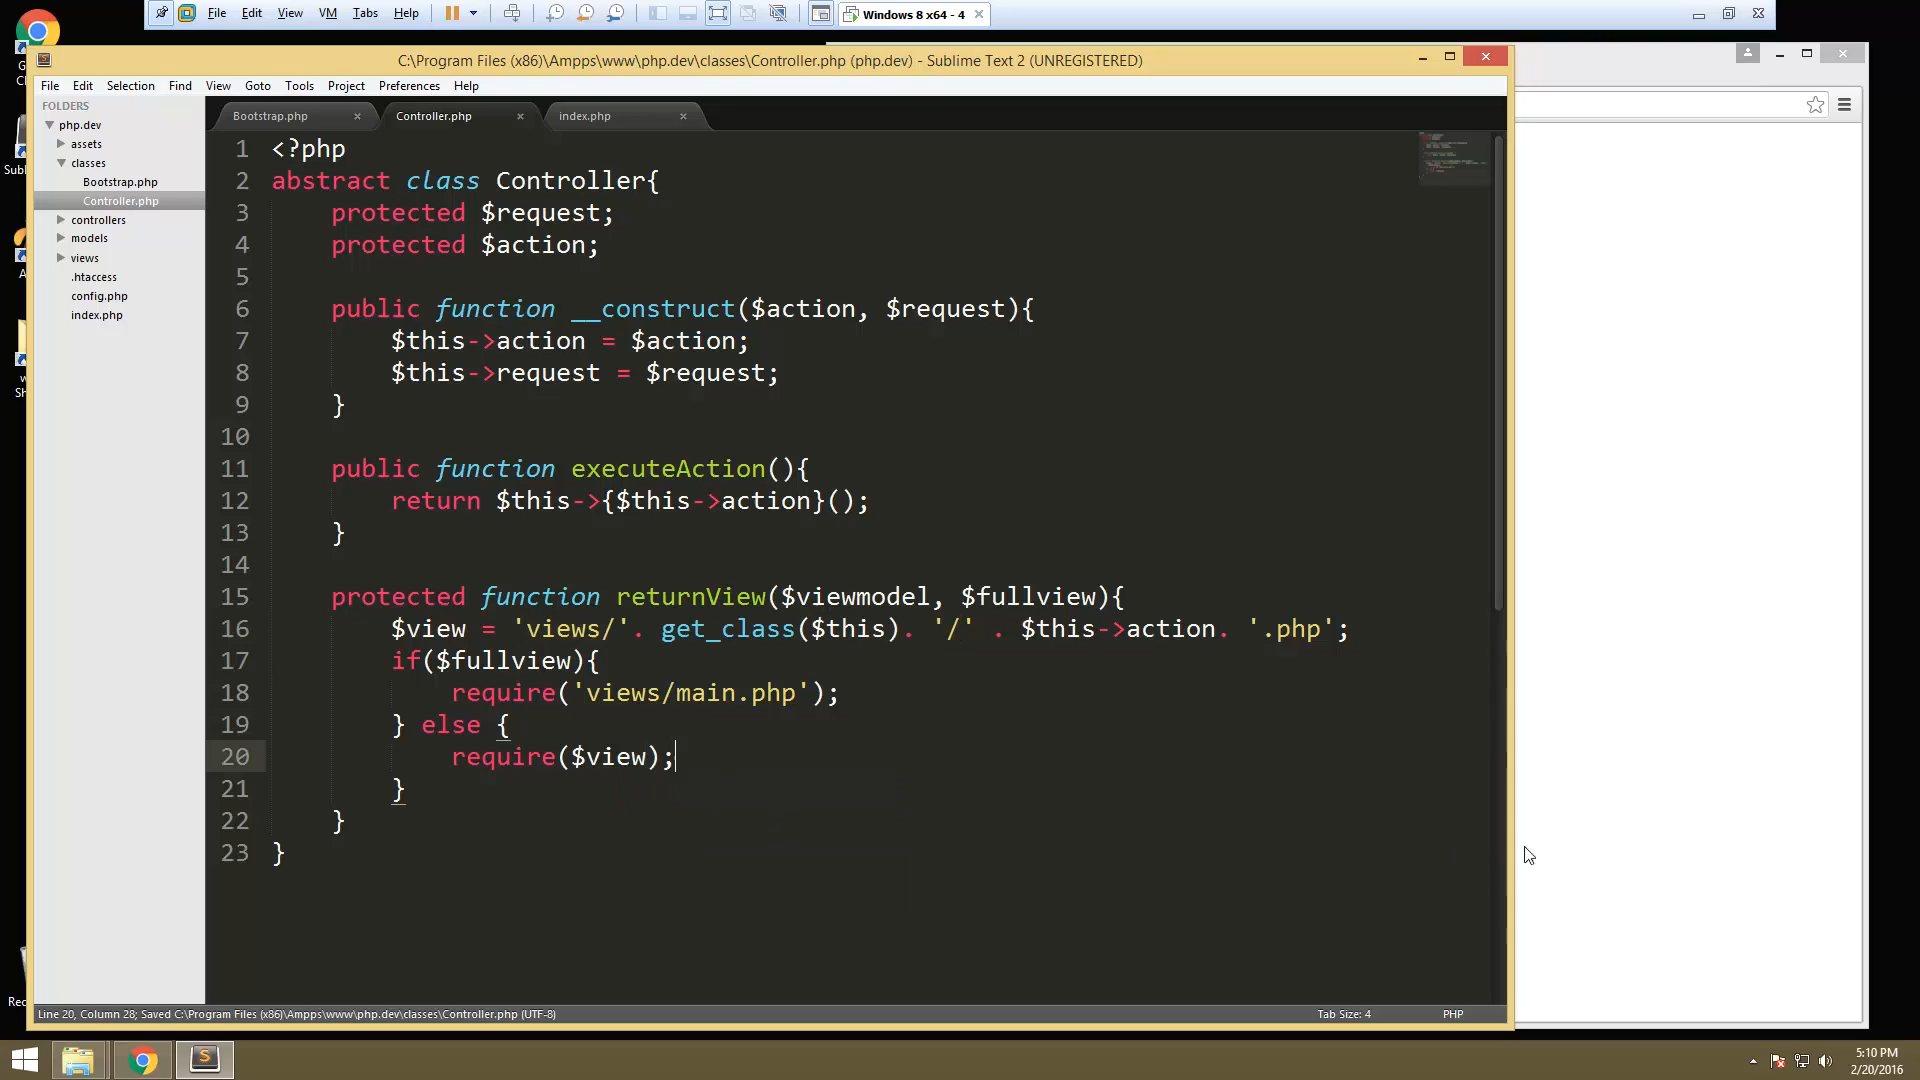 File Edit View VM Tabs Help
Windows 8 x64 - 4
C:\Program Files (x86)\Ampps\www\php.dev\classes\Controller.php (php.dev) - Sublime Text 2 (UNREGISTERED)
File Edit Selection Find View Goto Tools Project Preferences Help
FOLDERS
php.dev
assets
classes
Bootstrap.php
Controller.php
controllers
models
views
.htaccess
config.php
index.php
Bootstrap.php Controller.php index.php
1 <?php
2 abstract class Controller{
3 protected $request;
4 protected $action;
5
6 public function __construct($action, $request){
7 $this->action = $action;
8 $this->request = $request;
9 }
10
11 public function executeAction(){
12 return $this->{$this->action}();
13 }
14
15 protected function returnView($viewmodel, $fullview){
16 $view = 'views/'. get_class($this). '/' . $this->action. '.php';
17 if($fullview){
18 require('views/main.php');
19 } else {
20 require($view);
21 }
22 }
23 }
Line 20, Column 28; Saved C:\Program Files (x86)\Ampps\www\php.dev\classes\Controller.php (UTF-8)
Tab Size: 4
PHP
5:10 PM
2/20/2016